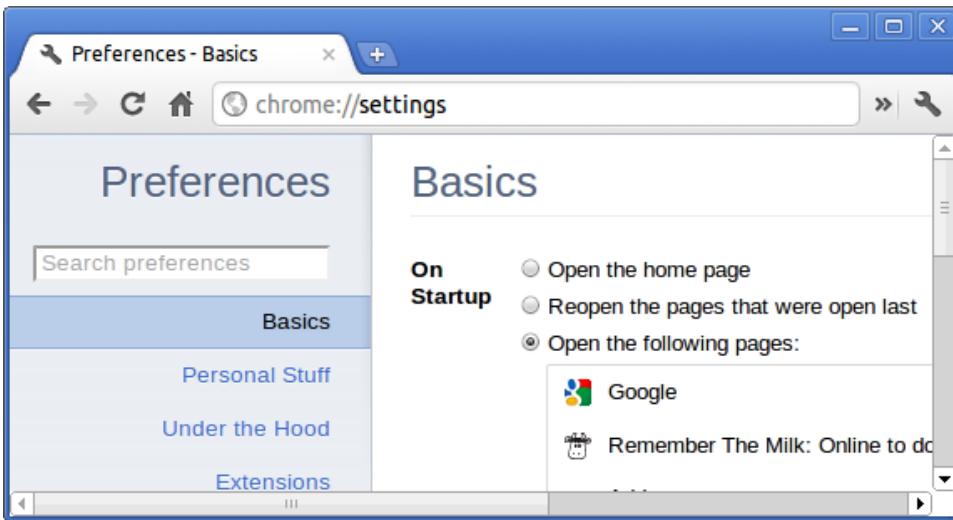 Preferences - Basics
chrome://settings
Preferences
Search preferences
Basics
Personal Stuff
Under the Hood
Extensions
Basics
On
Startup
Open the home page
Reopen the pages that were open last
Open the following pages:
Google
Remember The Milk: Online to do